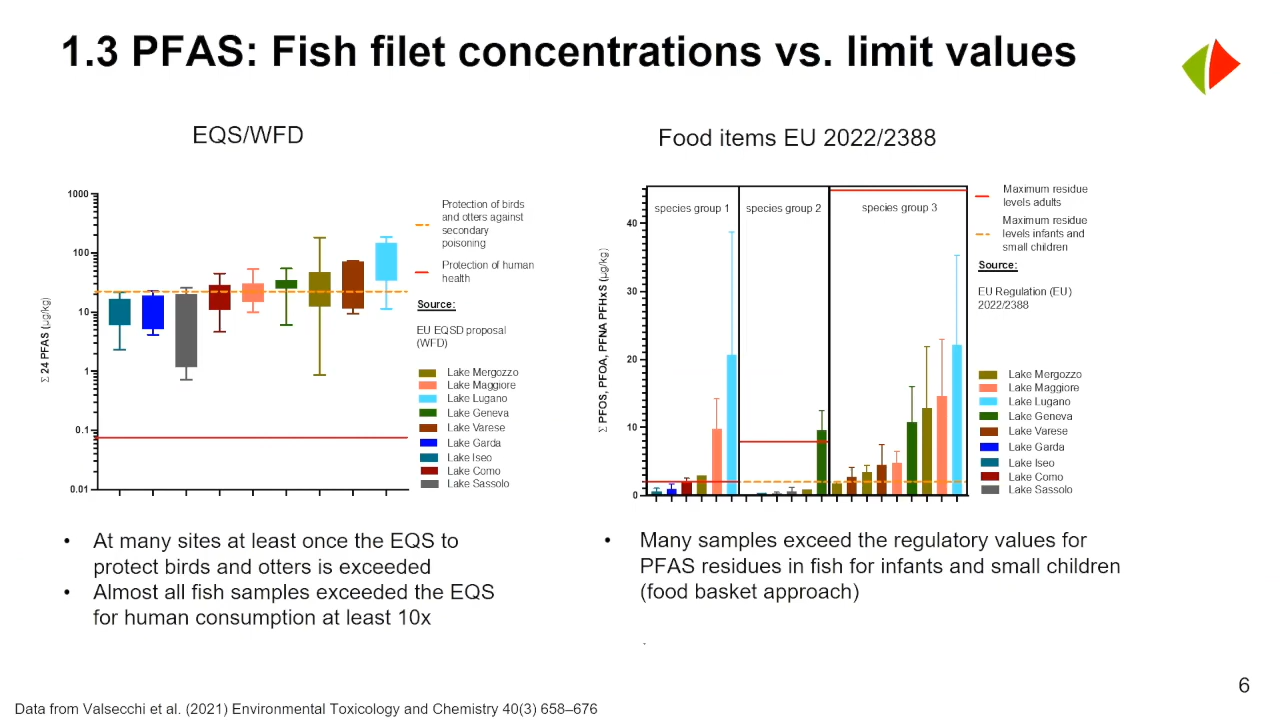 1.3 PFAS: Fish filet concentrations vs. limit values
EQS/WFD
1000
100
10
1
0.1
0.01
Σ 24 PFAS (µg/kg)
Protection of birds
and otters against
secondary
poisoning
Protection of human
health
Source:
EU EQSD proposal
(WFD)
Lake Mergozzo
Lake Maggiore
Lake Lugano
Lake Geneva
Lake Varese
Lake Garda
Lake Iseo
Lake Como
Lake Sassolo
• At many sites at least once the EQS to
protect birds and otters is exceeded
• Almost all fish samples exceeded the EQS
for human consumption at least 10x
Food items EU 2022/2388
species group 1
species group 2
species group 3
40
30
20
10
0
Σ PFOS, PFOA, PFNA PFHxS (µg/kg)
Maximum residue
levels adults
Maximum residue
levels infants and
small children
Source:
EU Regulation (EU)
2022/2388
Lake Mergozzo
Lake Maggiore
Lake Lugano
Lake Geneva
Lake Varese
Lake Garda
Lake Iseo
Lake Como
Lake Sassolo
• Many samples exceed the regulatory values for
PFAS residues in fish for infants and small children
(food basket approach)
.
6
Data from Valsecchi et al. (2021) Environmental Toxicology and Chemistry 40(3) 658–676